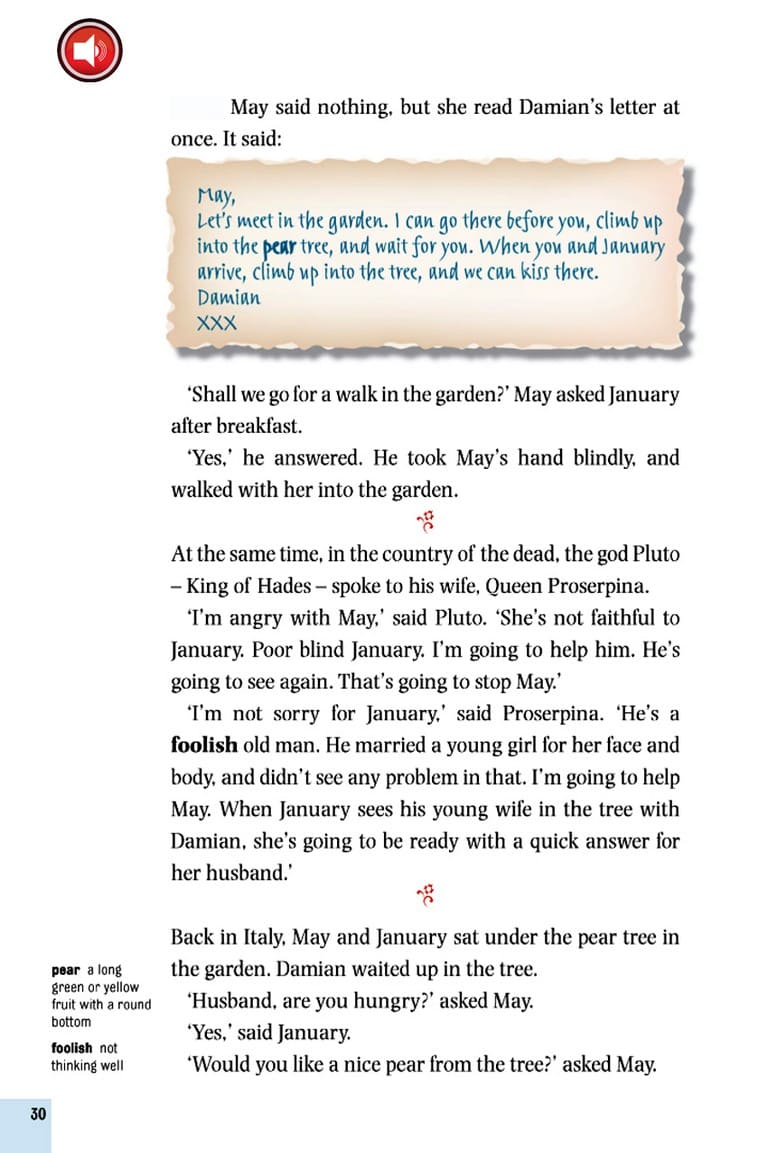 May said nothing, but she read Damian's letter at
once. It said:
May,
Let's meet in the garden. I can go there before you, climb up
into the pear tree, and wait for you. When you and January
arrive, climb up into the tree, and we can kiss there.
Damian
XXX
‘Shall we go for a walk in the garden?’ May asked January
after breakfast.
‘Yes,’ he answered. He took May’s hand blindly, and
walked with her into the garden.
At the same time, in the country of the dead, the god Pluto
– King of Hades – spoke to his wife, Queen Proserpina.
‘I’m angry with May,’ said Pluto. ‘She’s not faithful to
January. Poor blind January. I’m going to help him. He’s
going to see again. That’s going to stop May.’
‘I’m not sorry for January,’ said Proserpina. ‘He’s a
foolish old man. He married a young girl for her face and
body, and didn’t see any problem in that. I’m going to help
May. When January sees his young wife in the tree with
Damian, she’s going to be ready with a quick answer for
her husband.’
Back in Italy, May and January sat under the pear tree in
the garden. Damian waited up in the tree.
‘Husband, are you hungry?’ asked May.
‘Yes,’ said January.
‘Would you like a nice pear from the tree?’ asked May.
pear a long
green or yellow
fruit with a round
bottom
foolish not
thinking well
30